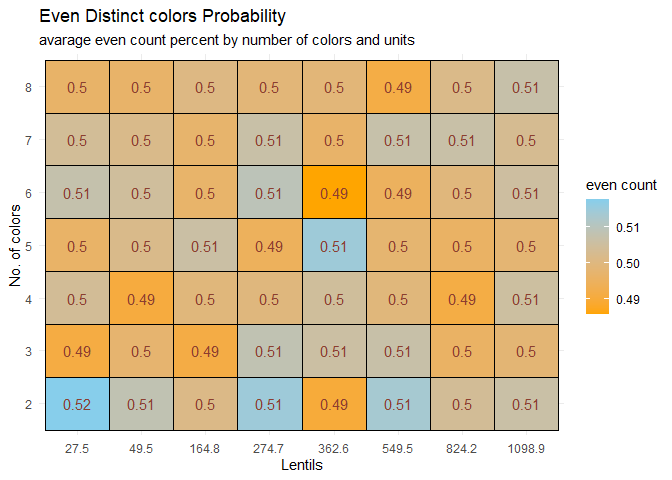 Even Distinct colors Probability
avarage even count percent by number of colors and units
No. of colors
8 0.5 0.5 0.5 0.5 0.5 0.49 0.5 0.51
7 0.5 0.5 0.5 0.51 0.5 0.51 0.51 0.5
6 0.51 0.5 0.5 0.51 0.49 0.49 0.5 0.5
5 0.5 0.5 0.51 0.49 0.51 0.5 0.5 0.5
4 0.5 0.49 0.5 0.5 0.5 0.5 0.49 0.51
3 0.49 0.5 0.49 0.51 0.51 0.51 0.5 0.5
2 0.52 0.51 0.5 0.51 0.49 0.51 0.5 0.51
27.5 49.5 164.8 274.7 362.6 549.5 824.2 1098.9
Lentils
even count
0.51
0.50
0.49